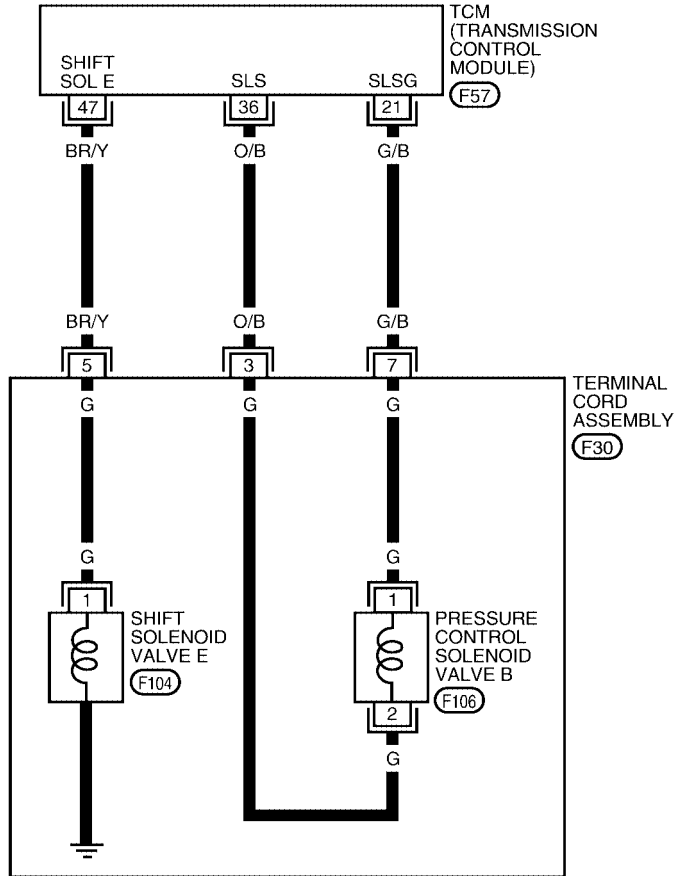 TCM
(TRANSMISSION
CONTROL
MODULE)
F57
SHIFT
SOL E
SLS
SLSG
47
36
21
BR/Y
O/B
G/B
BR/Y
O/B
G/B
5
3
7
TERMINAL
CORD
ASSEMBLY
F30
G
G
G
G
G
1
1
SHIFT
SOLENOID
VALVE E
F104
PRESSURE
CONTROL
SOLENOID
VALVE B
F106
2
G